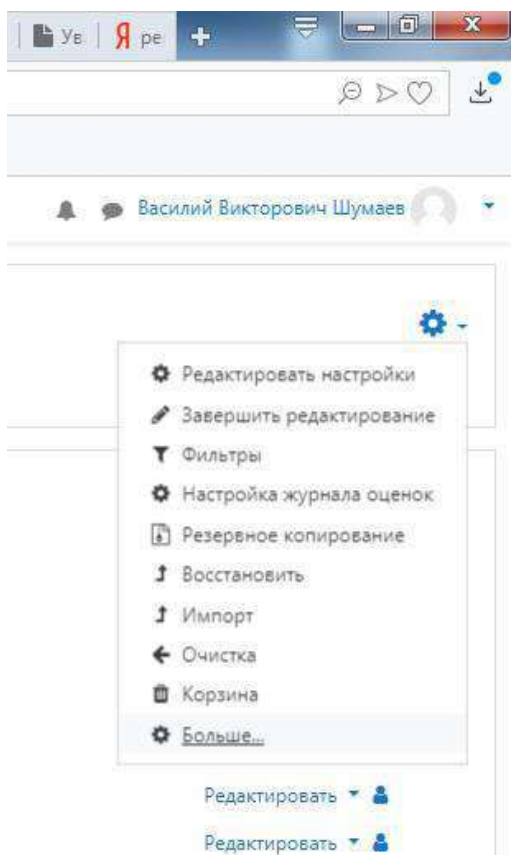 Ув
Я ре
Василий Викторович Шумаев
Редактировать настройки
Завершить редактирование
Фильтры
Настройка журнала оценок
Резервное копирование
Восстановить
Импорт
Очистка
Корзина
Больше...
Редактировать
Редактировать